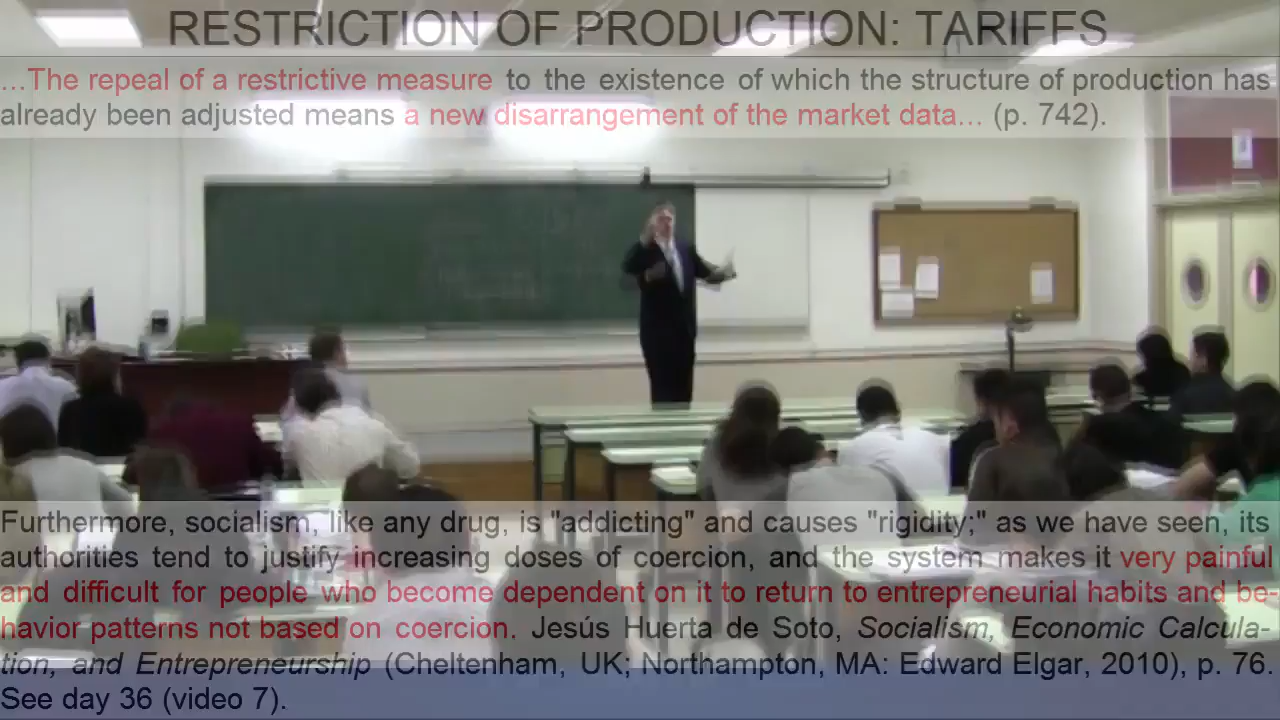 RESTRICTION OF PRODUCTION: TARIFFS
...The repeal of a restrictive measure to the existence of which the structure of production has
already been adjusted means a new disarrangement of the market data... (p. 742).
Furthermore, socialism, like any drug, is "addicting" and causes "rigidity;" as we have seen, its
authorities tend to justify increasing doses of coercion, and the system makes it very painful
and difficult for people who become dependent on it to return to entrepreneurial habits and be-
havior patterns not based on coercion. Jesús Huerta de Soto, Socialism, Economic Calcula-
tion, and Entrepreneurship (Cheltenham, UK; Northampton, MA: Edward Elgar, 2010), p. 76.
See day 36 (video 7).